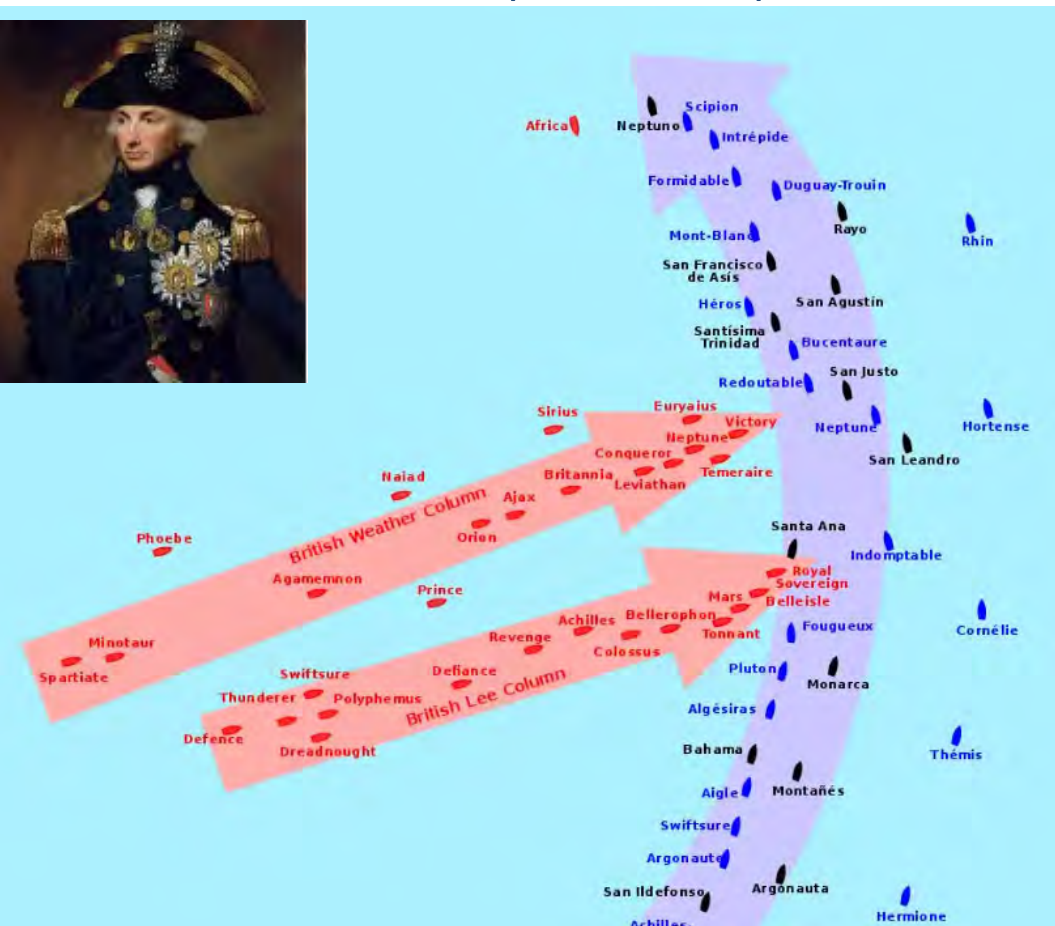 Scipion
Africa
Neptuno
Intrépide
Formidable
Duguay-Trouin
Rayo
Mont-Blanc
Rhin
San Francisco
de Asís
Héros
San Agustín
Santísima
Trinidad
Bucentaure
San Justo
Redoutable
Euryaius
Sirius
Victory
Neptune
Hortense
Neptune
Conqueror
San Leandro
Temeraire
Britannia
Leviathan
Naiad
Ajax
British Weather Column
Orion
Phoebe
Santa Ana
Indomptable
Agamemnon
Royal
Sovereign
Prince
Mars
Belleisle
Achilles
Bellerophon
Tonnant
Fougueux
Cornélie
Revenge
Colossus
Minotaur
Spartiate
Swiftsure
Defiance
Pluton
Monarca
Thunderer
Polyphemus
British Lee Column
Algésiras
Defence
Dreadnought
Bahama
Thémis
Aigle
Montañés
Swiftsure
Argonaute
San Ildefonso
Argonauta
Hermione
Achilles